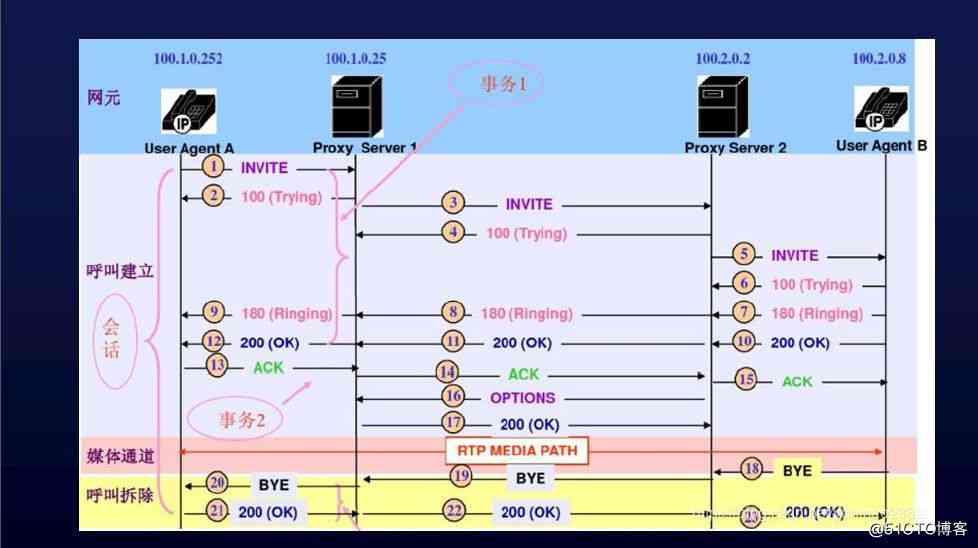 100.1.0.252 100.1.0.25 100.2.0.2 100.2.0.8
事务1
网元
IP IP
User Agent A Proxy Server 1 Proxy Server 2 User Agent B
1 INVITE
2 100 (Trying)
3 INVITE
4 100 (Trying)
5 INVITE
呼叫建立
6 100 (Trying)
9 180 (Ringing) 8 180 (Ringing) 7 180 (Ringing)
会话
12 200 (OK) 11 200 (OK) 10 200 (OK)
13 ACK
14 ACK
15 ACK
16 OPTIONS
事务2
17 200 (OK)
媒体通道
RTP MEDIA PATH
18 BYE
19 BYE
20 BYE
呼叫拆除
21 200 (OK) 22 200 (OK) 23 200 (OK)
@51CTO博客